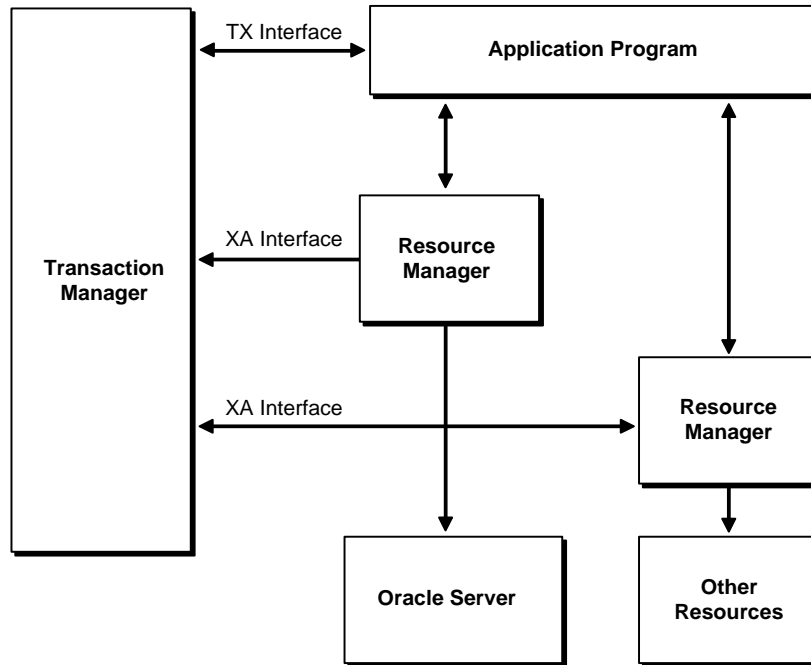 TX Interface
Application Program
XA Interface
Resource
Manager
Transaction
Manager
XA Interface
Resource
Manager
Oracle Server
Other
Resources